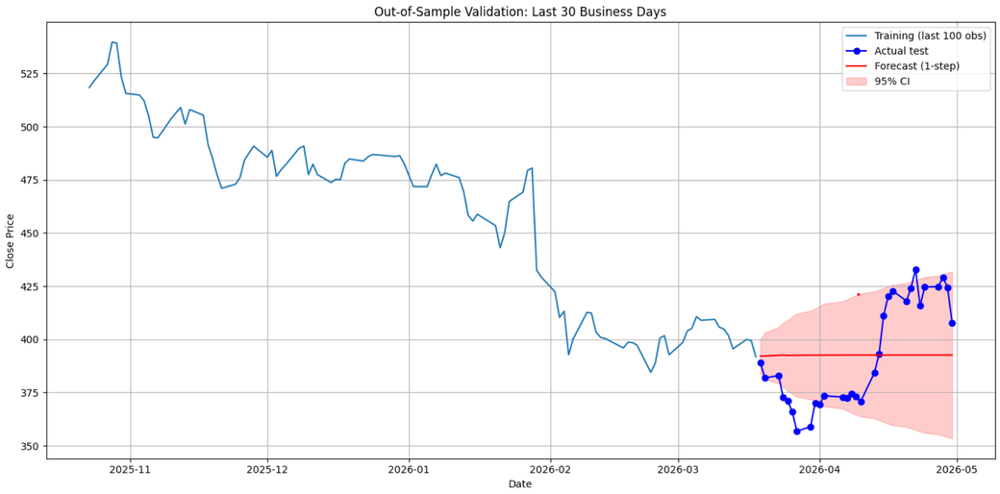 Out-of-Sample Validation: Last 30 Business Days
Training (last 100 obs)
Actual test
Forecast (1-step)
95% CI
Close Price
525
500
475
450
425
400
375
350
2025-11
2025-12
2026-01
2026-02
2026-03
2026-04
2026-05
Date